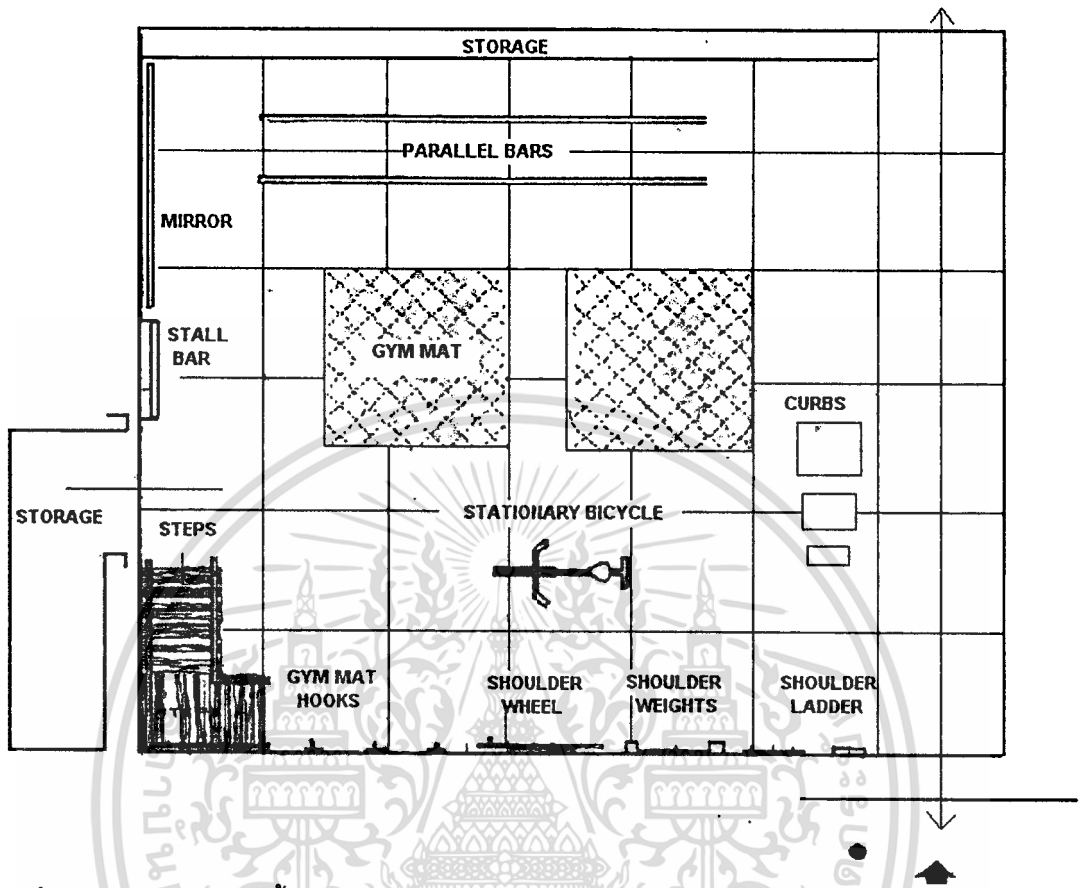 STORAGE
PARALLEL BARS
MIRROR
STALL
BAR
GYM MAT
CURBS
STORAGE
STEPS
STATIONARY BICYCLE
GYM MAT
HOOKS
SHOULDER
WHEEL
SHOULDER
WEIGHTS
SHOULDER
LADDER